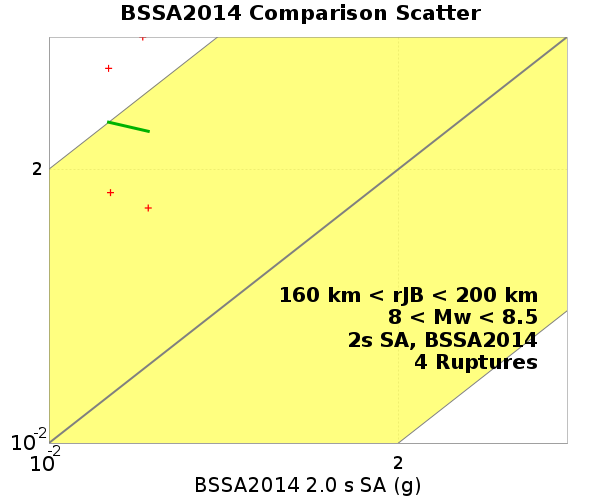 BSSA2014 Comparison Scatter
2
160 km < rJB < 200 km
8 < Mw < 8.5
2s SA, BSSA2014
4 Ruptures
10-2
10-2 2
BSSA2014 2.0 s SA (g)